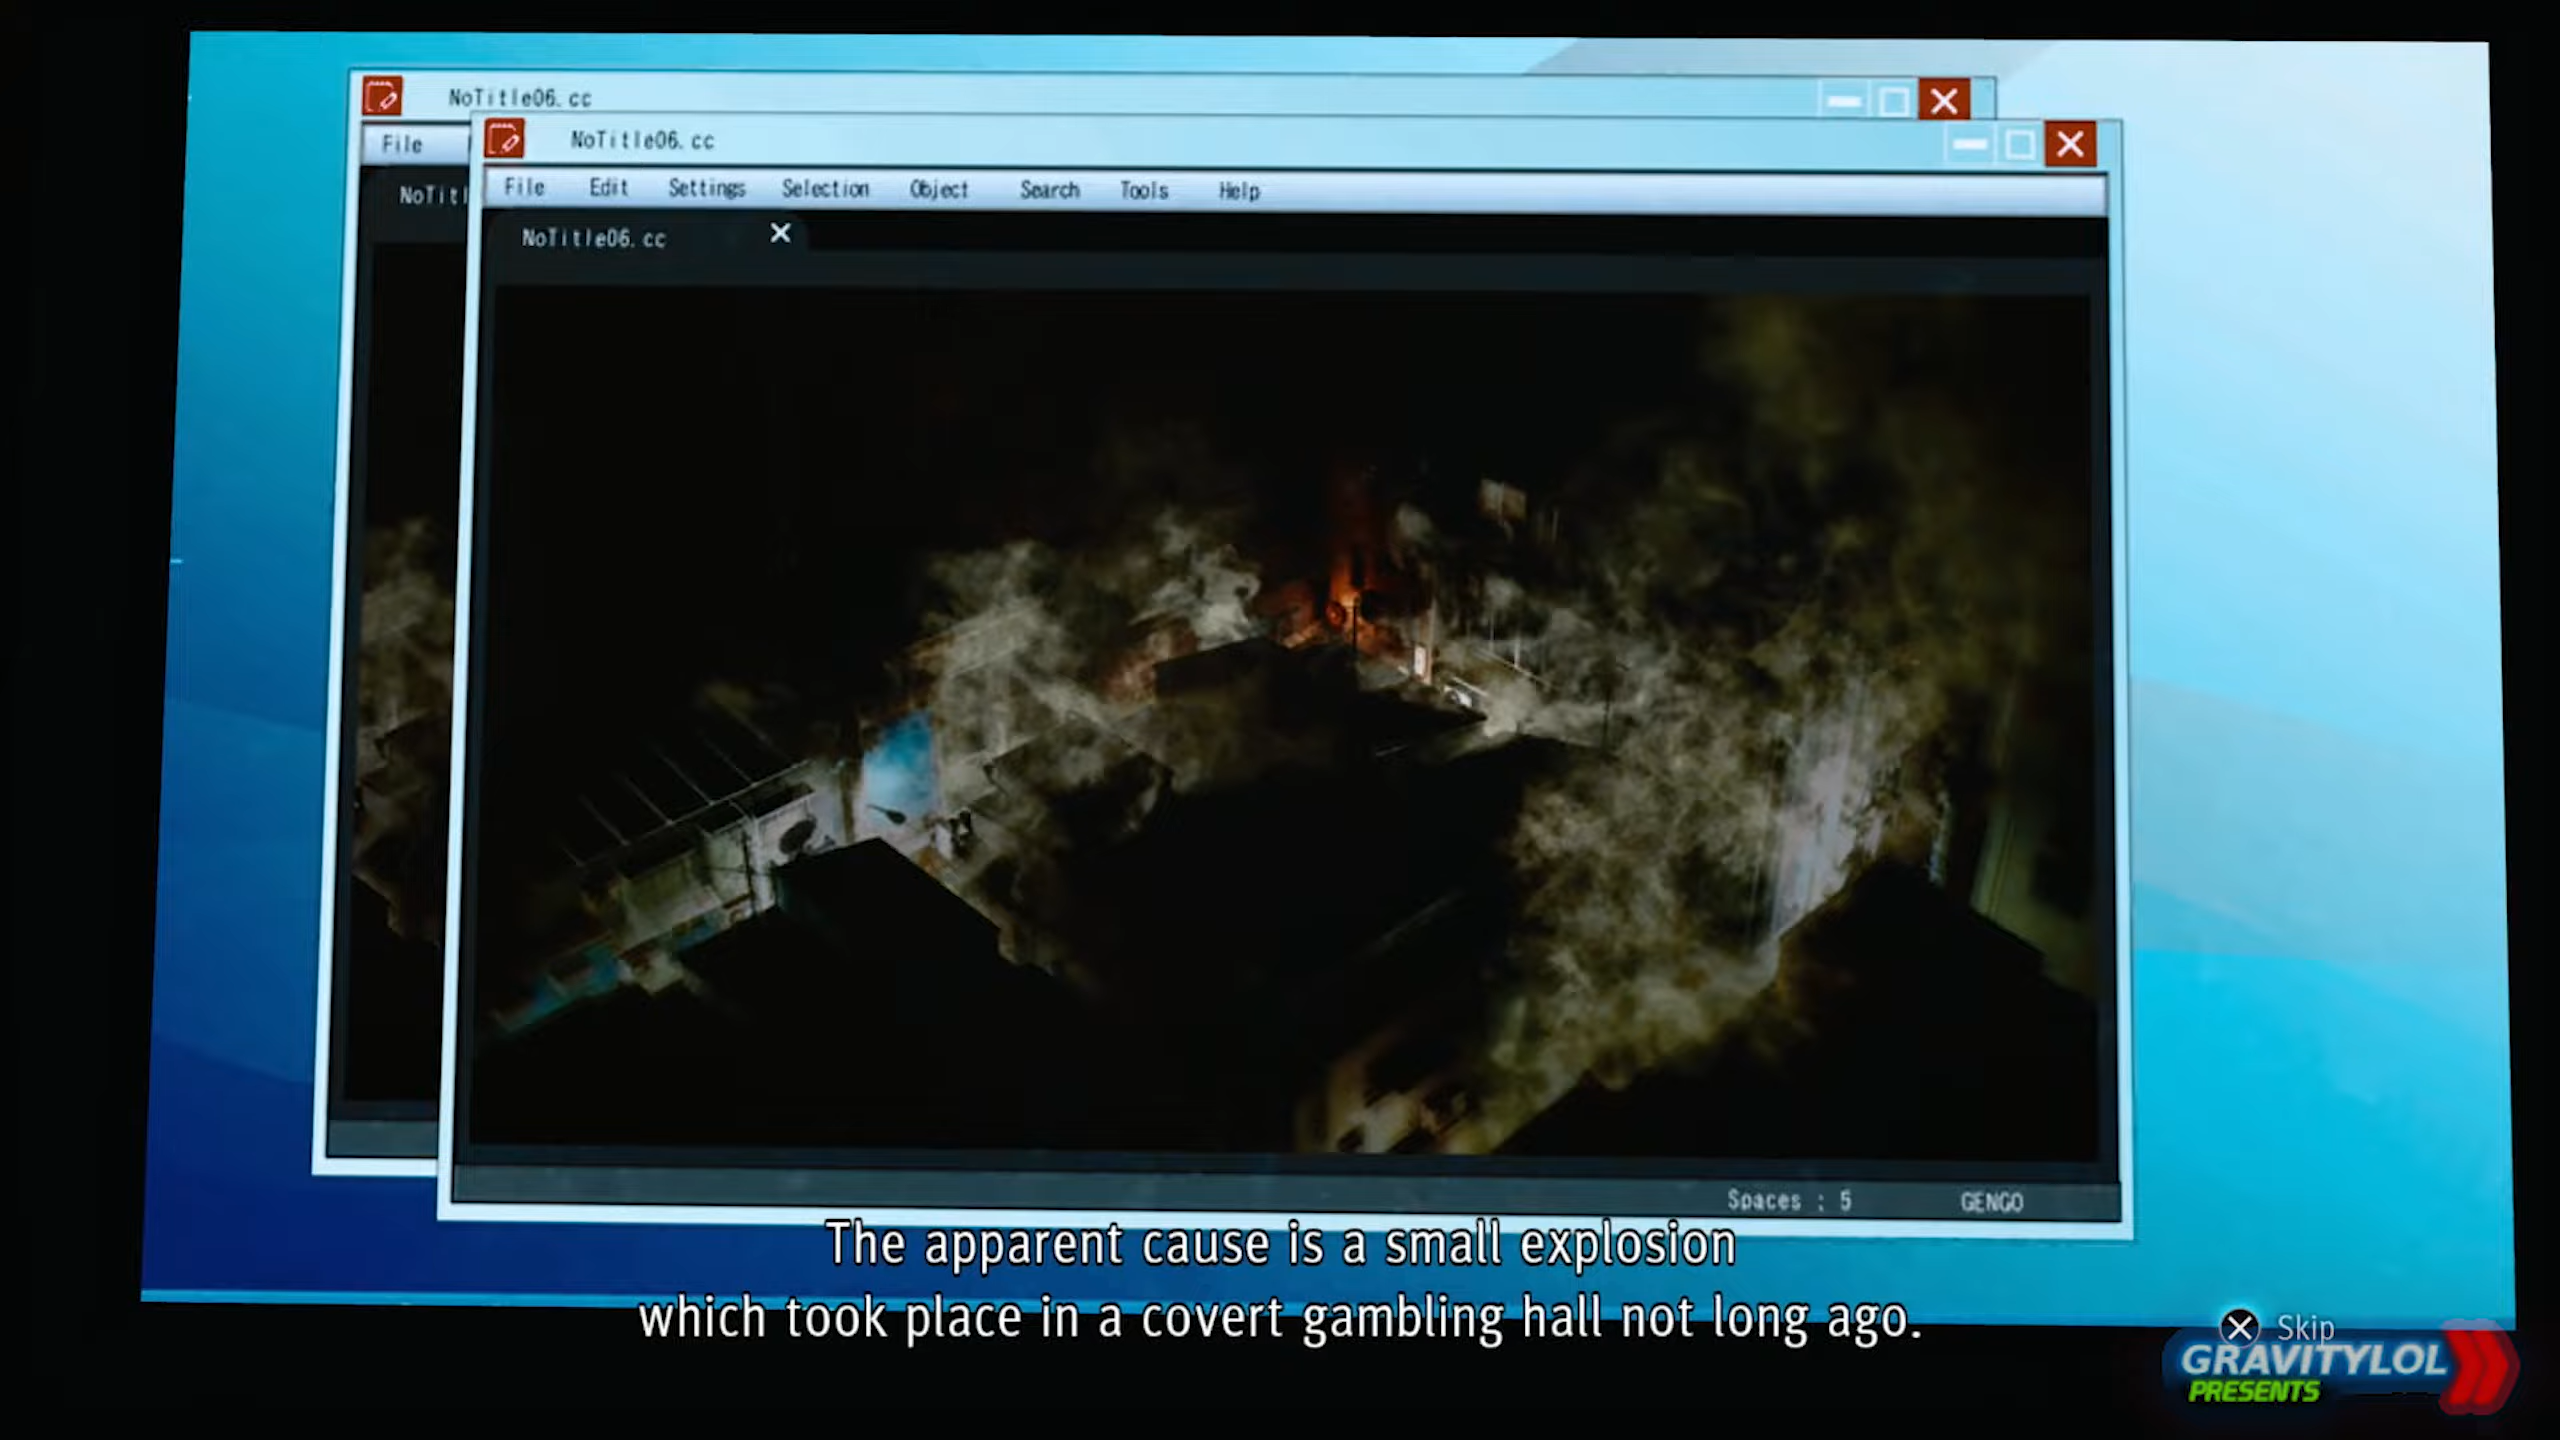 NoTitle06.cc
File
NoTitl
NoTitle06.cc
File Edit Settings Selection Object Search Tools Help
NoTitle06.cc
Spaces : 5 GENGO
The apparent cause is a small explosion
which took place in a covert gambling hall not long ago.
Skip
GRAVITYLOL
PRESENTS